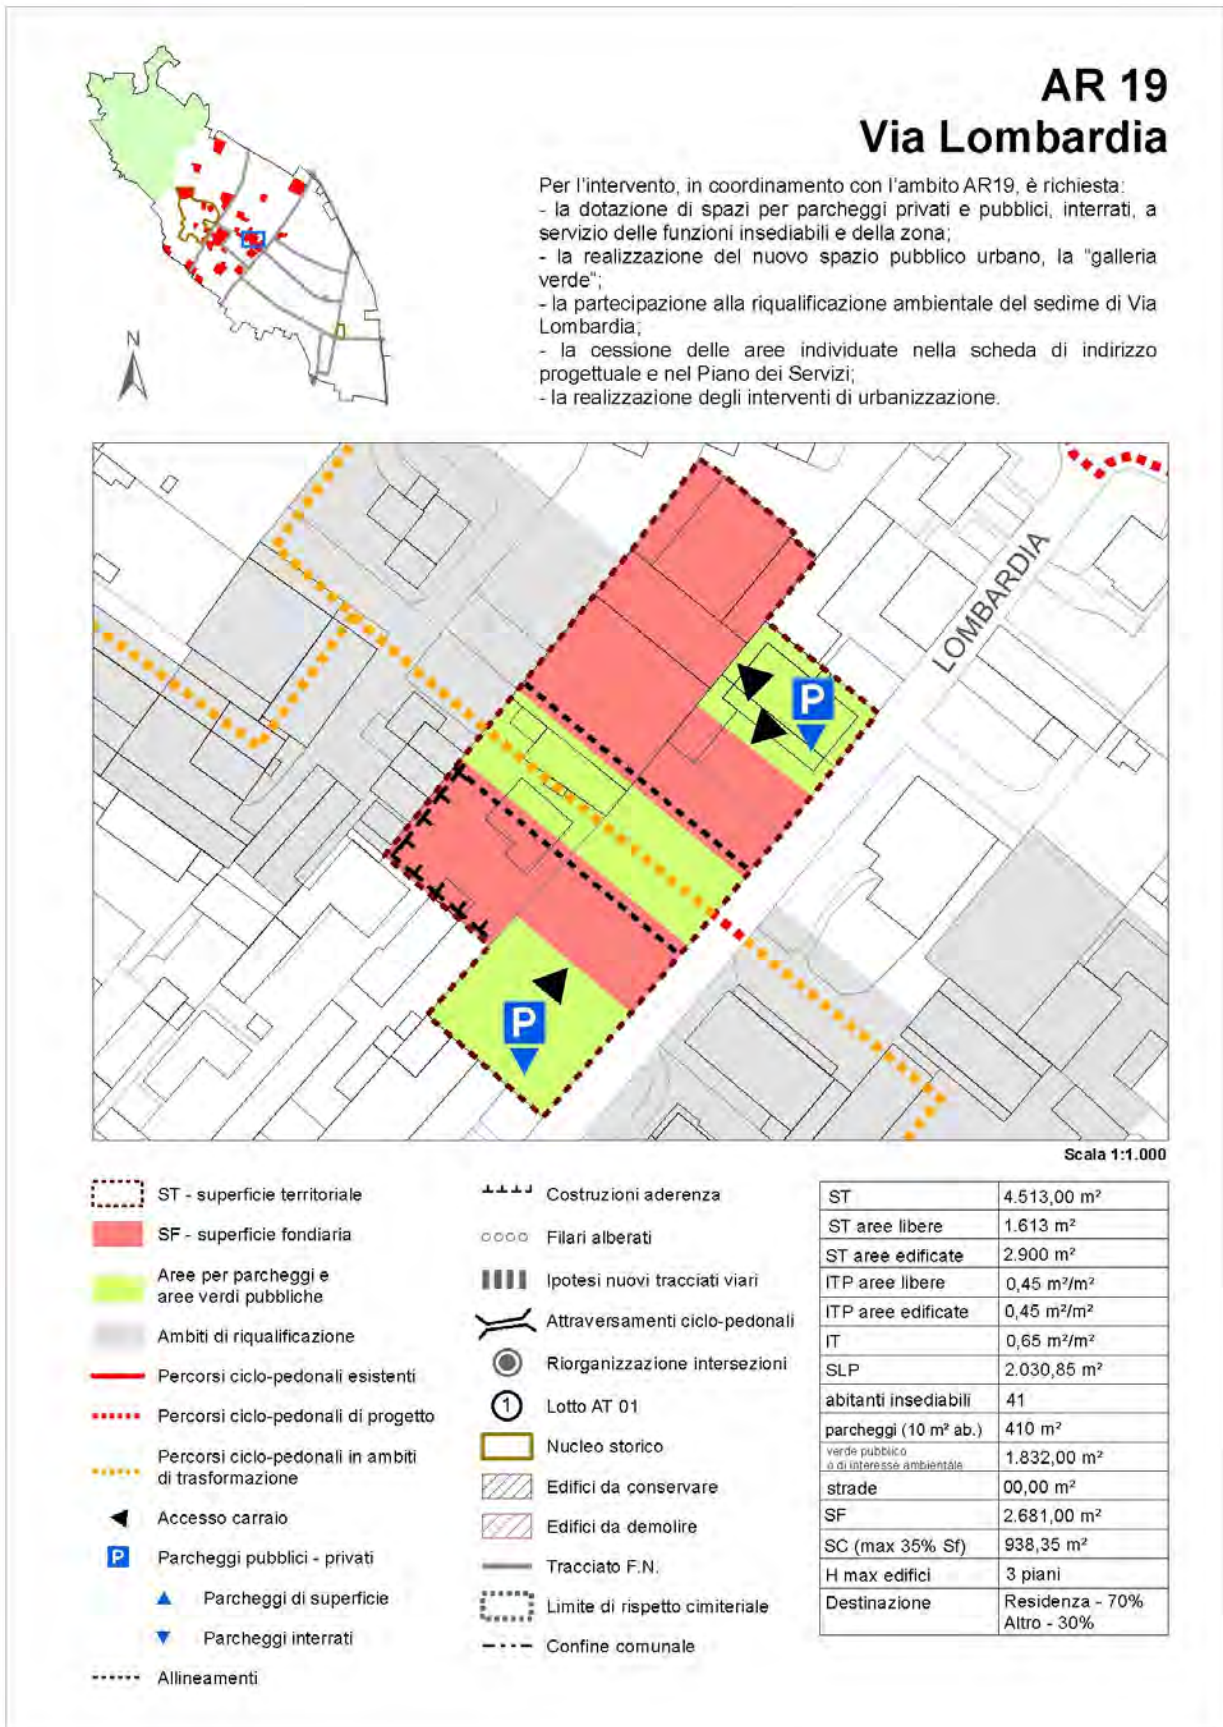 AR 19
Via Lombardia
Per l'intervento, in coordinamento con l'ambito AR19, è richiesta:
- la dotazione di spazi per parcheggi privati e pubblici, interrati, a
servizio delle funzioni insediabili e della zona;
- la realizzazione del nuovo spazio pubblico urbano, la "galleria
verde";
- la partecipazione alla riqualificazione ambientale del sedime di Via
Lombardia;
- la cessione delle aree individuate nella scheda di indirizzo
progettuale e nel Piano dei Servizi;
- la realizzazione degli interventi di urbanizzazione.
N
LOMBARDIA
P
P
Scala 1:1.000
ST - superficie territoriale
SF - superficie fondiaria
Aree per parcheggi e
aree verdi pubbliche
Ambiti di riqualificazione
Percorsi ciclo-pedonali esistenti
Percorsi ciclo-pedonali di progetto
Percorsi ciclo-pedonali in ambiti
di trasformazione
Accesso carraio
P Parcheggi pubblici - privati
Parcheggi di superficie
Parcheggi interrati
Allineamenti
Costruzioni aderenza
Filari alberati
Ipotesi nuovi tracciati viari
Attraversamenti ciclo-pedonali
Riorganizzazione intersezioni
1 Lotto AT 01
Nucleo storico
Edifici da conservare
Edifici da demolire
Tracciato F.N.
Limite di rispetto cimiteriale
Confine comunale
ST 4.513,00 m²
ST aree libere 1.613 m²
ST aree edificate 2.900 m²
ITP aree libere 0,45 m²/m²
ITP aree edificate 0,45 m²/m²
IT 0,65 m²/m²
SLP 2.030,85 m²
abitanti insediabili 41
parcheggi (10 m² ab.) 410 m²
verde pubblico
o di interesse ambientale 1.832,00 m²
strade 00,00 m²
SF 2.681,00 m²
SC (max 35% Sf) 938,35 m²
H max edifici 3 piani
Destinazione Residenza - 70%
Altro - 30%